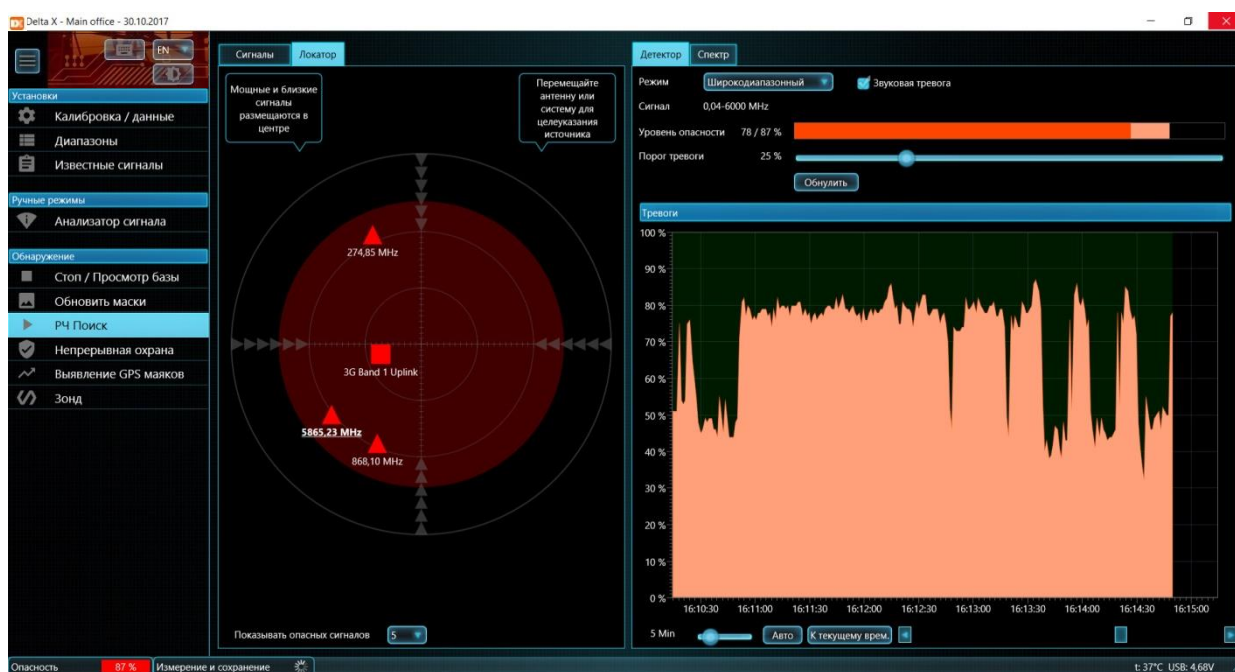 Delta X - Main office - 30.10.2017
EN
Установки
Калибровка / данные
Диапазоны
Известные сигналы
Ручные режимы
Анализатор сигнала
Обнаружение
Стоп / Просмотр базы
Обновить маски
РЧ Поиск
Непрерывная охрана
Выявление GPS маяков
Зонд
Сигналы
Локатор
Мощные и близкие
сигналы
размещаются в
центре
Перемещайте
антенну или
систему для
целеуказания
источника
274,85 MHz
3G Band 1 Uplink
5865,23 MHz
868,10 MHz
Показывать опасных сигналов
5
Детектор
Спектр
Режим
Широкодиапазонный
Звуковая тревога
Сигнал
0,04-6000 MHz
Уровень опасности
78 / 87 %
Порог тревоги
25 %
Обнулить
Тревоги
100 %
90 %
80 %
70 %
60 %
50 %
40 %
30 %
20 %
10 %
0 %
16:10:30 16:11:00 16:11:30 16:12:00 16:12:30 16:13:00 16:13:30 16:14:00 16:14:30 16:15:00
5 Min
Авто
К текущему врем.
Опасность
87 %
Измерение и сохранение
t: 37°C USB: 4,68V